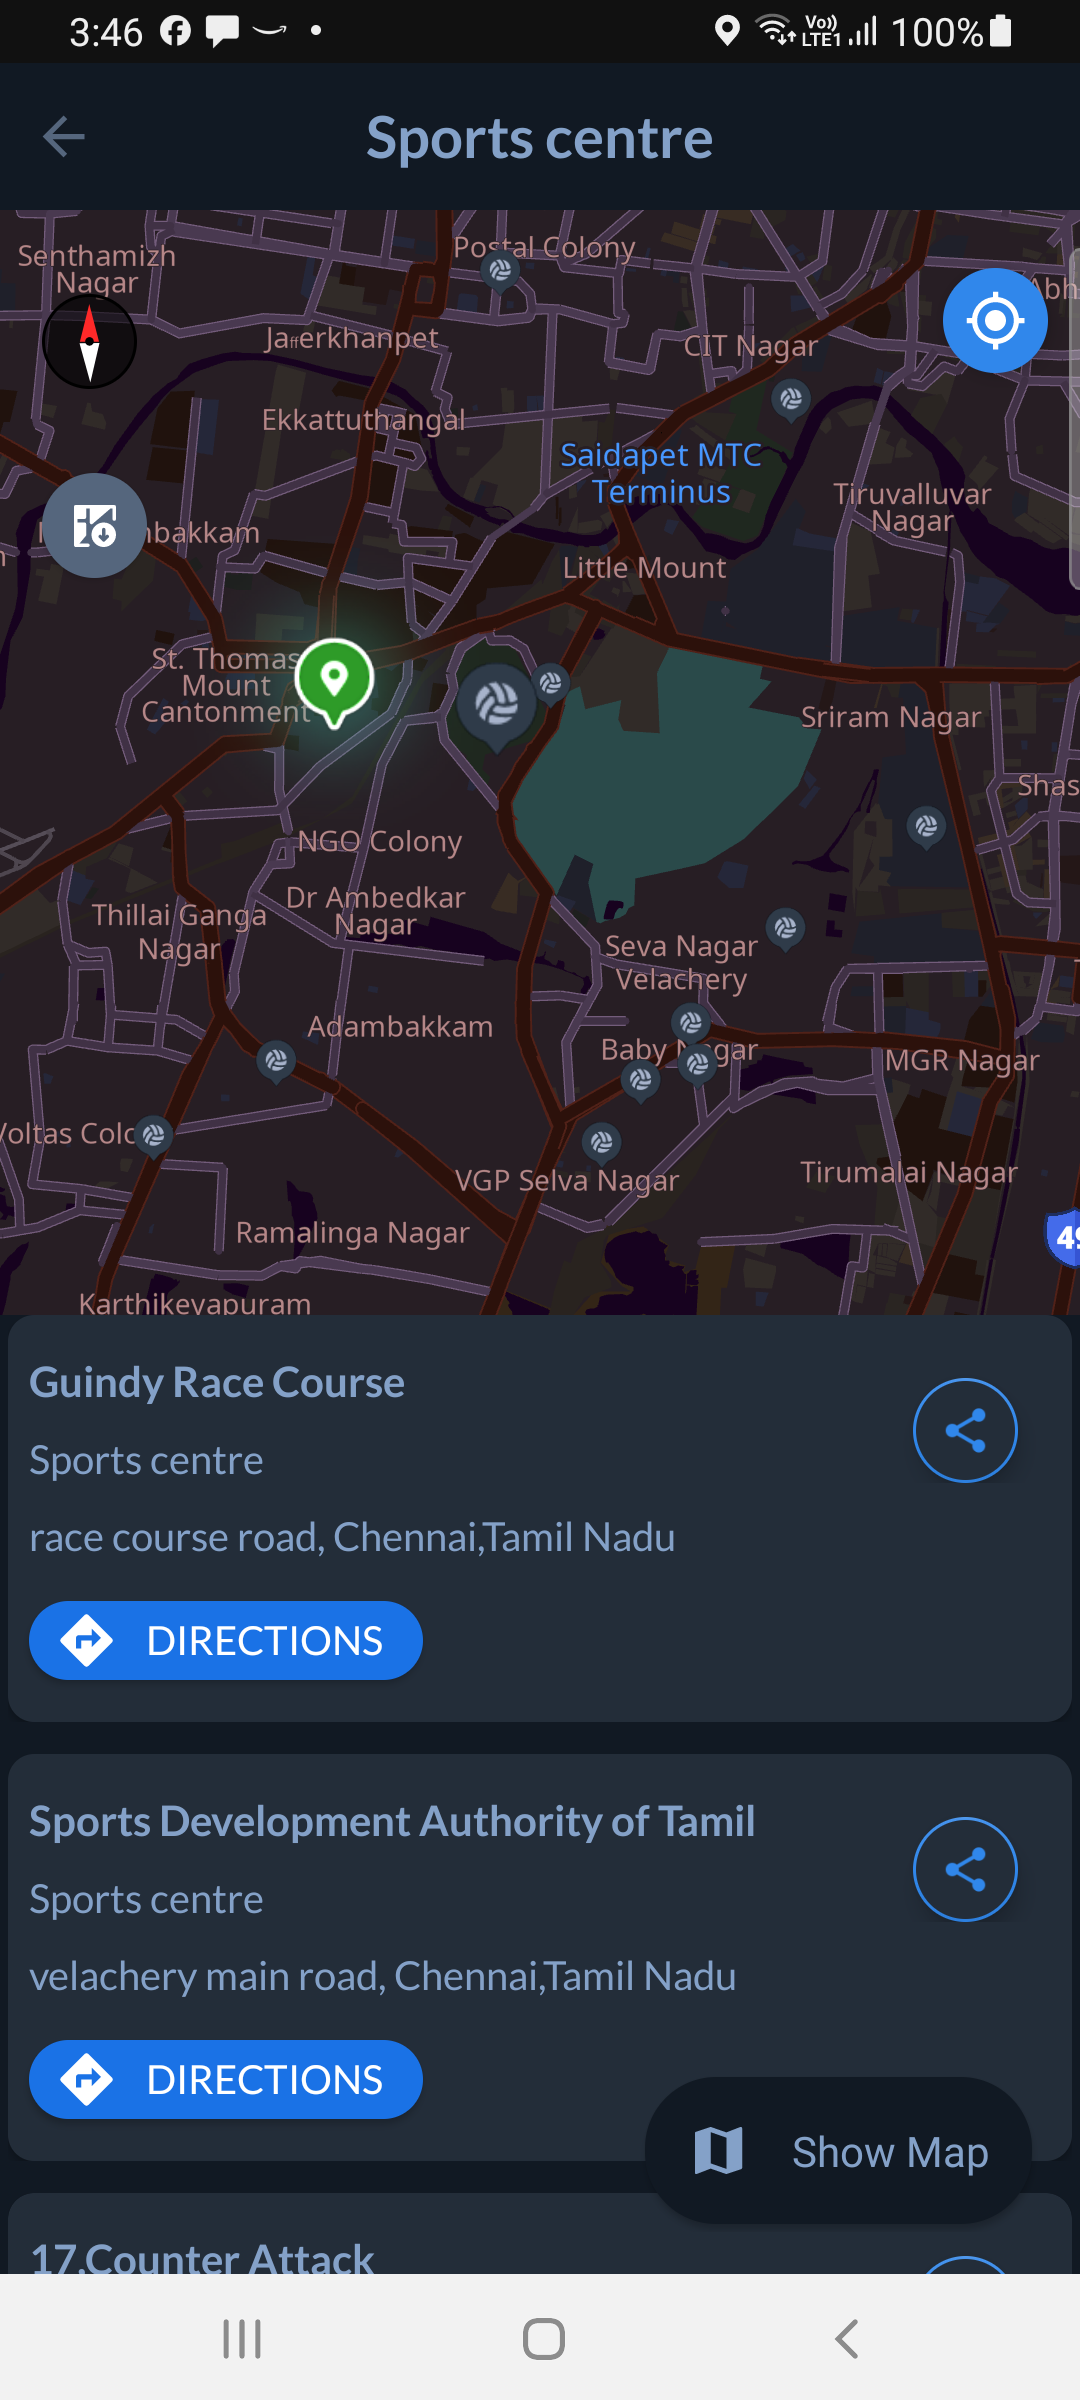 3:46
Vo))
LTE1
100%
Sports centre
Senthamizh
Nagar
Postal Colony
Jafferkhanpet
CIT Nagar
Ekkattuthangal
Saidapet MTC
Terminus
Tiruvalluvar
Nagar
nbakkam
Little Mount
St. Thomas
Mount
Cantonment
Sriram Nagar
Shas
NGO Colony
Dr Ambedkar
Nagar
Thillai Ganga
Nagar
Seva Nagar
Velachery
Adambakkam
Baby Nagar
MGR Nagar
Voltas Colo
VGP Selva Nagar
Tirumalai Nagar
Ramalinga Nagar
Karthikeyapuram
Guindy Race Course
Sports centre
race course road, Chennai,Tamil Nadu
DIRECTIONS
Sports Development Authority of Tamil
Sports centre
velachery main road, Chennai,Tamil Nadu
DIRECTIONS
Show Map
17.Counter Attack